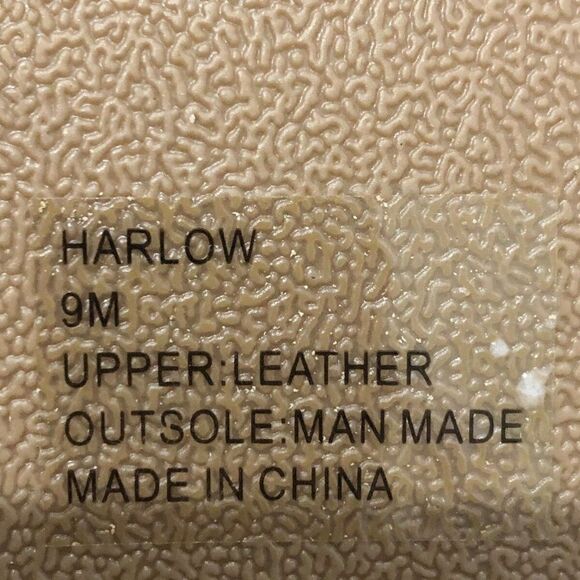 HARLOW
9M
UPPER:LEATHER
OUTSOLE:MAN MADE
MADE IN CHINA